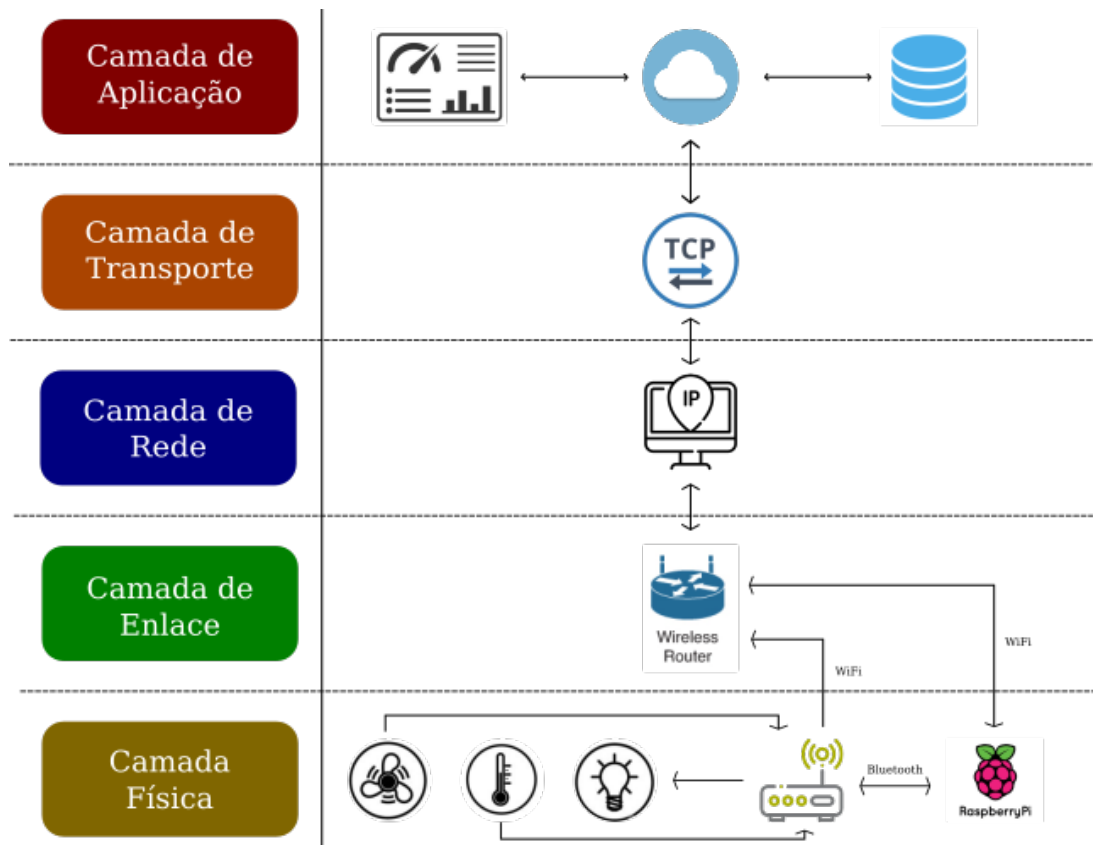 Camada de
Aplicação
Camada de
Transporte
TCP
Camada de
Rede
IP
Camada de
Enlace
Wireless
Router
WiFi
WiFi
Camada
Física
Bluetooth
RaspberryPi